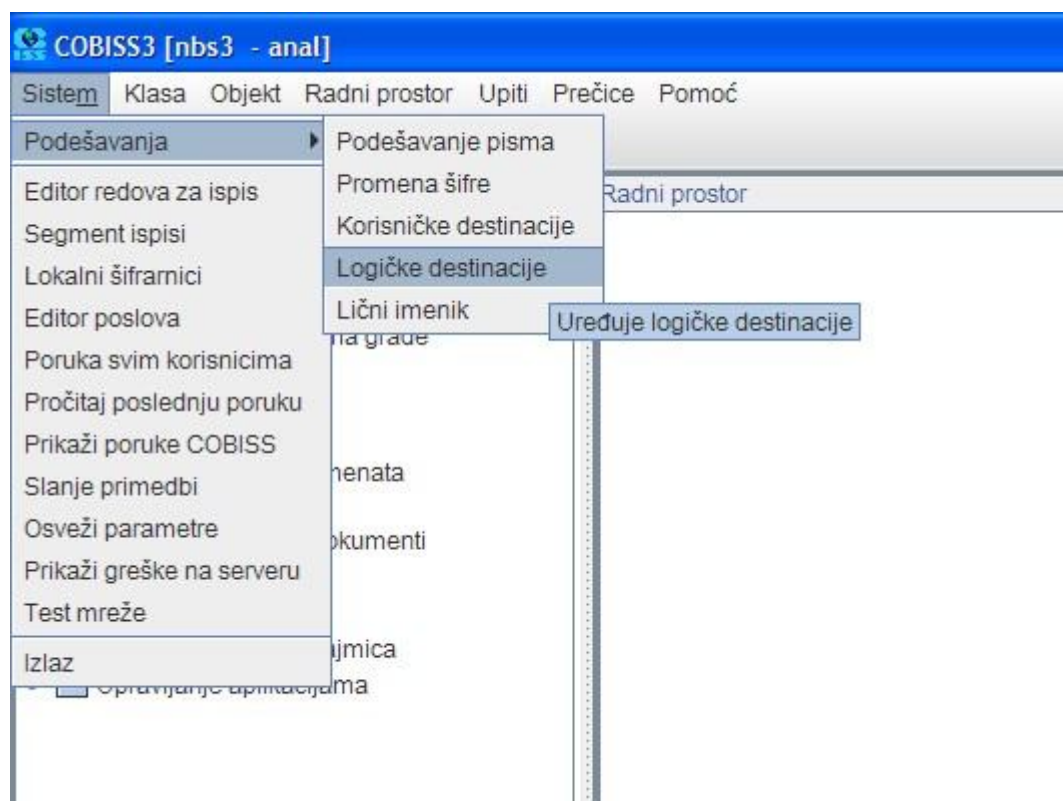 COBISS3 [nbs3 - anal]
Sistem Klasa Objekt Radni prostor Upiti Prečice Pomoć
Podešavanja
Editor redova za ispis
Segment ispisi
Lokalni šifrarnici
Editor poslova
Poruka svim korisnicima
Pročitaj poslednju poruku
Prikaži poruke COBISS
Slanje primedbi
Osveži parametre
Prikaži greške na serveru
Test mreže
Izlaz
Podešavanje pisma
Promena šifre
Korisničke destinacije
Logičke destinacije
Lični imenik
Uređuje logičke destinacije
Radni prostor